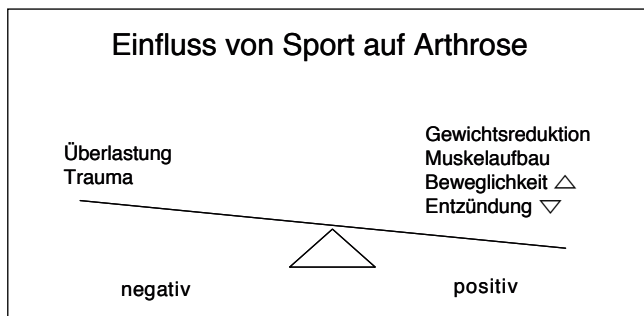 Einfluss von Sport auf Arthrose
Überlastung
Trauma
Gewichtsreduktion
Muskelaufbau
Beweglichkeit △
Entzündung ▽
negativ
positiv